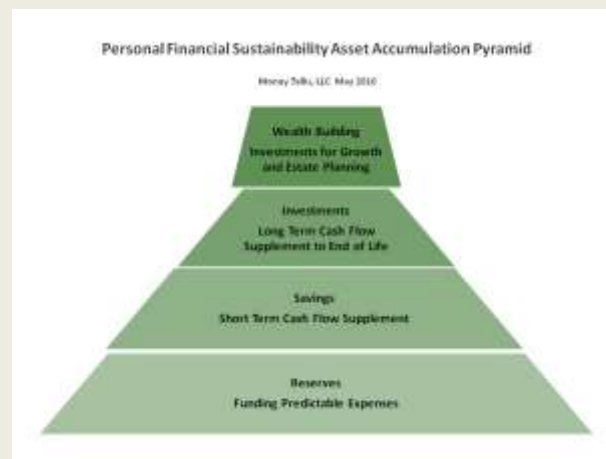 Personal Financial Sustainability Asset Accumulation Pyramid
Money Talks, LLC May 2010
Wealth Building
Investments for Growth
and Estate Planning
Investments
Long Term Cash Flow
Supplement to End of Life
Savings
Short Term Cash Flow Supplement
Reserves
Funding Predictable Expenses